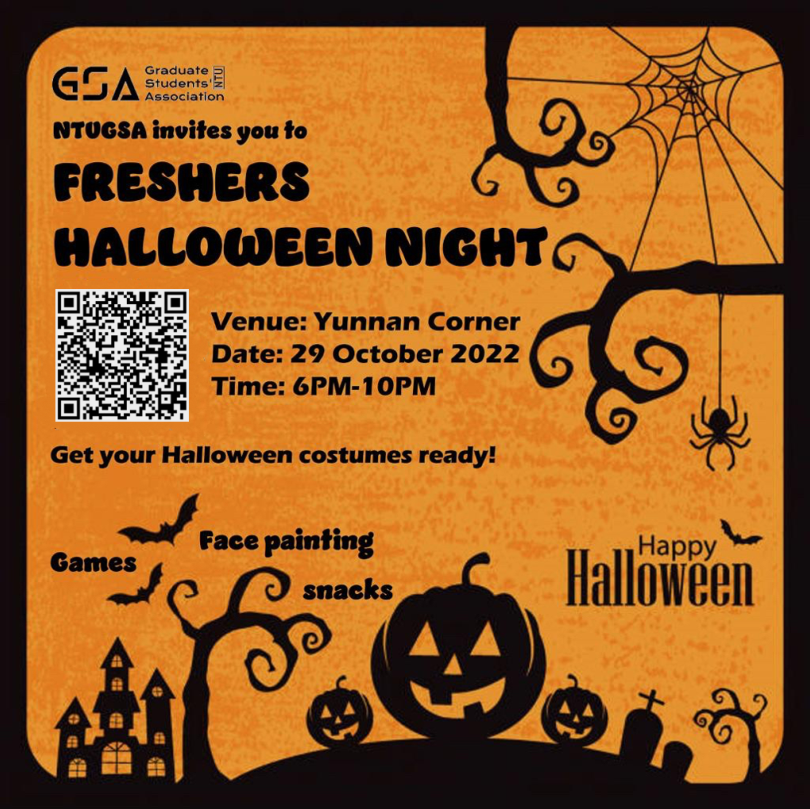 GSA Graduate
Students' NTU
Association
NTUGSA invites you to
FRESHERS
HALLOWEEN NIGHT
Venue: Yunnan Corner
Date: 29 October 2022
Time: 6PM-10PM
Get your Halloween costumes ready!
Face painting
Games
snacks
Happy
Halloween